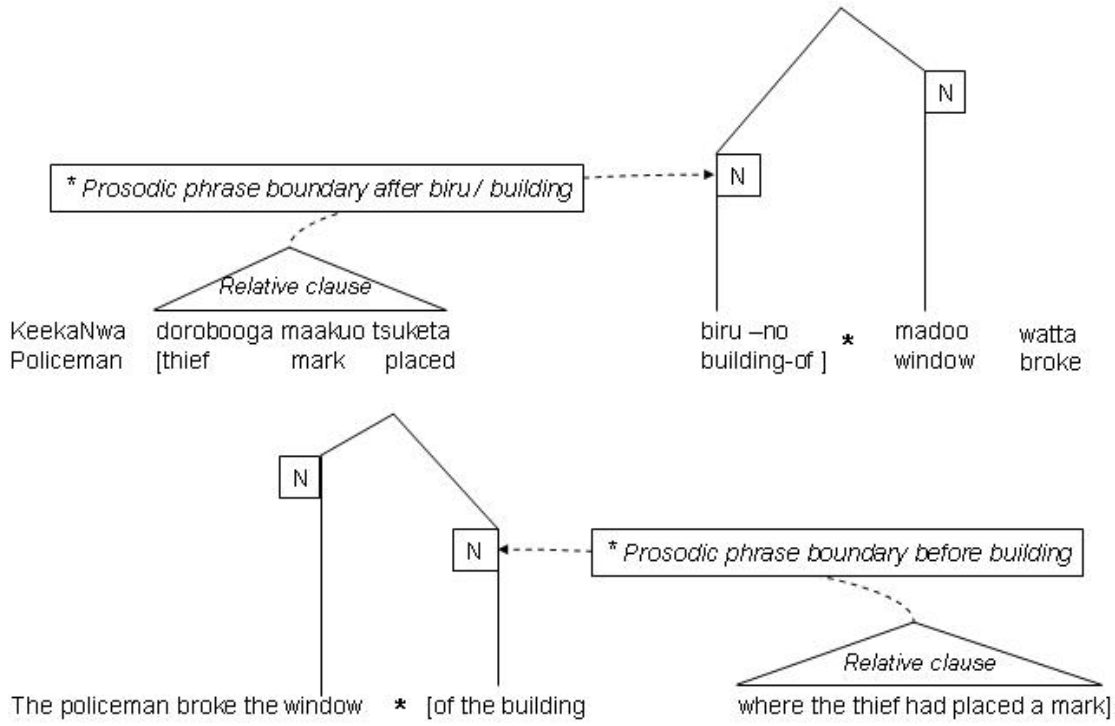 N
* Prosodic phrase boundary after biru / building
N
Relative clause
KeekaNwa dorobooga maakuo tsuketa biru –no * madoo watta
Policeman [thief mark placed building-of ] window broke
N
N
* Prosodic phrase boundary before building
Relative clause
The policeman broke the window * [of the building where the thief had placed a mark]